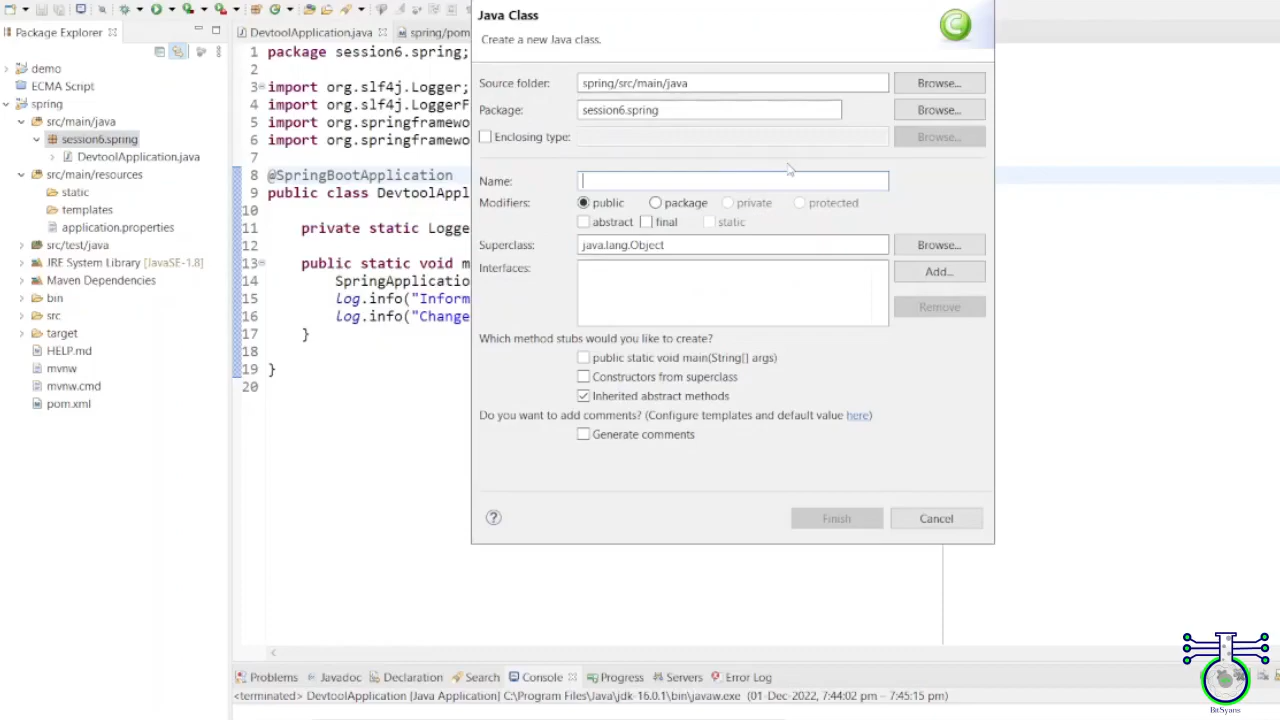 Package Explorer
demo
ECMA Script
spring
src/main/java
session6.spring
DevtoolApplication.java
src/main/resources
static
templates
application.properties
src/test/java
JRE System Library [JavaSE-1.8]
Maven Dependencies
bin
src
target
HELP.md
mvnw
mvnw.cmd
pom.xml
DevtoolApplication.java
spring/pom
1 package session6.spring;
2
3 import org.slf4j.Logger;
4 import org.slf4j.LoggerF
5 import org.springframewo
6 import org.springframewo
7
8 @SpringBootApplication
9 public class DevtoolAppl
10
11 private static Logge
12
13 public static void m
14 SpringApplicatio
15 Log.info("Inform
16 Log.info("Change
17 }
18
19 }
20
Java Class
Create a new Java class.
Source folder: spring/src/main/java Browse...
Package: session6.spring Browse...
Enclosing type: Browse...
Name:
Modifiers: public package private protected
abstract final static
Superclass: java.lang.Object Browse...
Interfaces: Add...
Remove
Which method stubs would you like to create?
public static void main(String[] args)
Constructors from superclass
Inherited abstract methods
Do you want to add comments? (Configure templates and default value here)
Generate comments
? Finish Cancel
Problems Javadoc Declaration Search Console Progress Servers Error Log
<terminated> DevtoolApplication [Java Application] C:\Program Files\Java\jdk-16.0.1\bin\javaw.exe (01-Dec-2022, 7:44:02 pm – 7:45:15 pm)
BitSyans